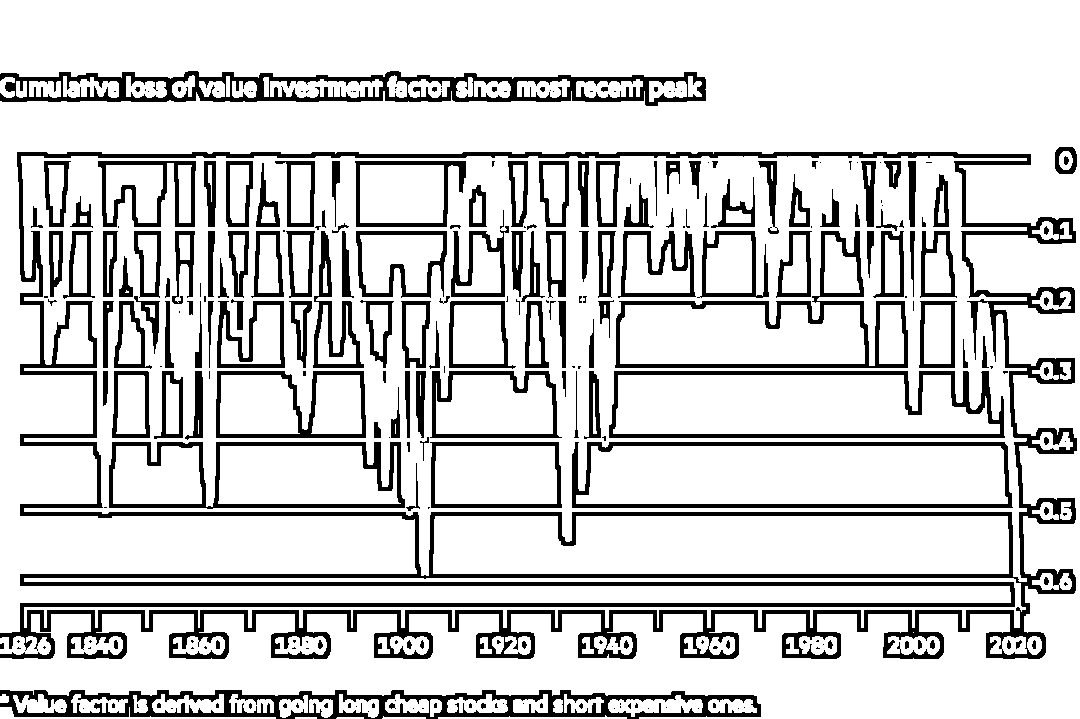 Cumulative loss of value investment factor since most recent peak
0
-0.1
-0.2
-0.3
-0.4
-0.5
-0.6
1826 1840 1860 1880 1900 1920 1940 1960 1980 2000 2020
* Value factor is derived from going long cheap stocks and short expensive ones.